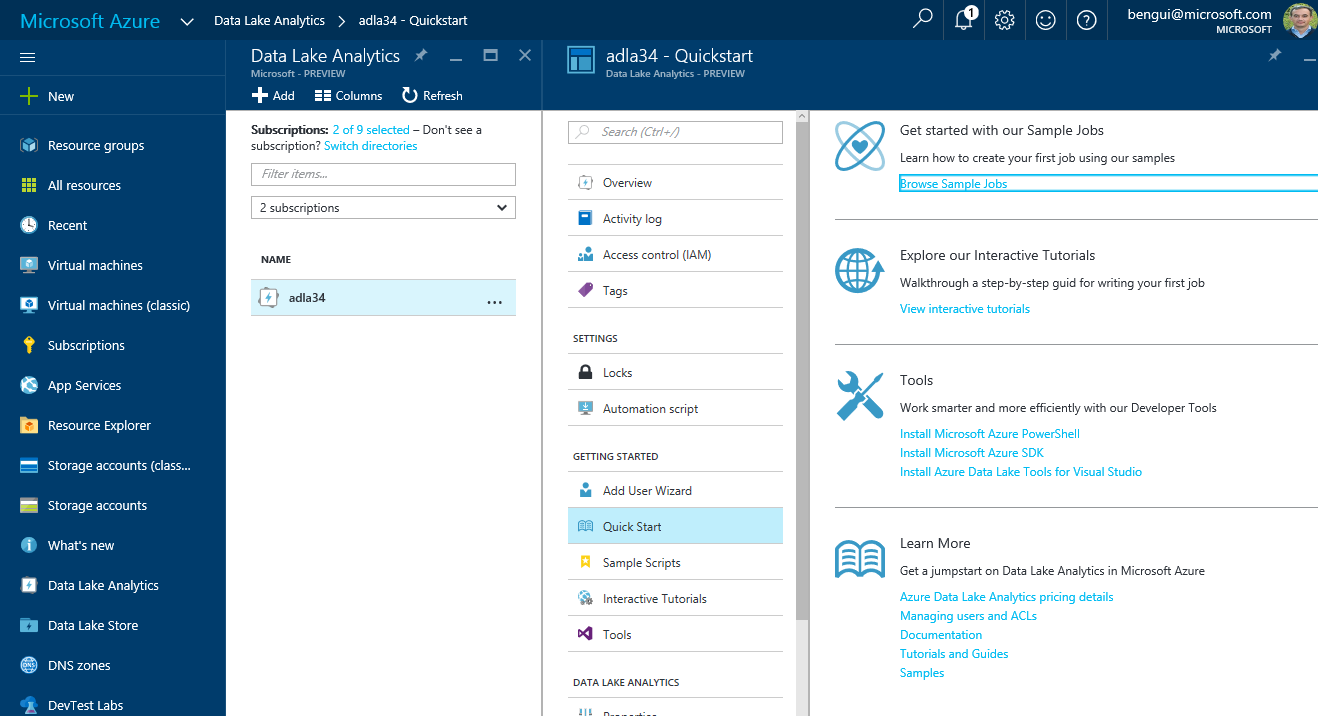 Microsoft Azure
Data Lake Analytics > adla34 - Quickstart
1
bengui@microsoft.com
MICROSOFT
New
Resource groups
All resources
Recent
Virtual machines
Virtual machines (classic)
Subscriptions
App Services
Resource Explorer
Storage accounts (class...
Storage accounts
What's new
Data Lake Analytics
Data Lake Store
DNS
DNS zones
DevTest Labs
Data Lake Analytics
Microsoft - PREVIEW
Add
Columns
Refresh
Subscriptions: 2 of 9 selected – Don't see a
subscription? Switch directories
Filter items...
2 subscriptions
NAME
adla34
...
adla34 - Quickstart
Data Lake Analytics - PREVIEW
Search (Ctrl+/)
Overview
Activity log
Access control (IAM)
Tags
SETTINGS
Locks
Automation script
GETTING STARTED
Add User Wizard
Quick Start
Sample Scripts
Interactive Tutorials
Tools
DATA LAKE ANALYTICS
Properties
Get started with our Sample Jobs
Learn how to create your first job using our samples
Browse Sample Jobs
Explore our Interactive Tutorials
Walkthrough a step-by-step guid for writing your first job
View interactive tutorials
Tools
Work smarter and more efficiently with our Developer Tools
Install Microsoft Azure PowerShell
Install Microsoft Azure SDK
Install Azure Data Lake Tools for Visual Studio
Learn More
Get a jumpstart on Data Lake Analytics in Microsoft Azure
Azure Data Lake Analytics pricing details
Managing users and ACLs
Documentation
Tutorials and Guides
Samples